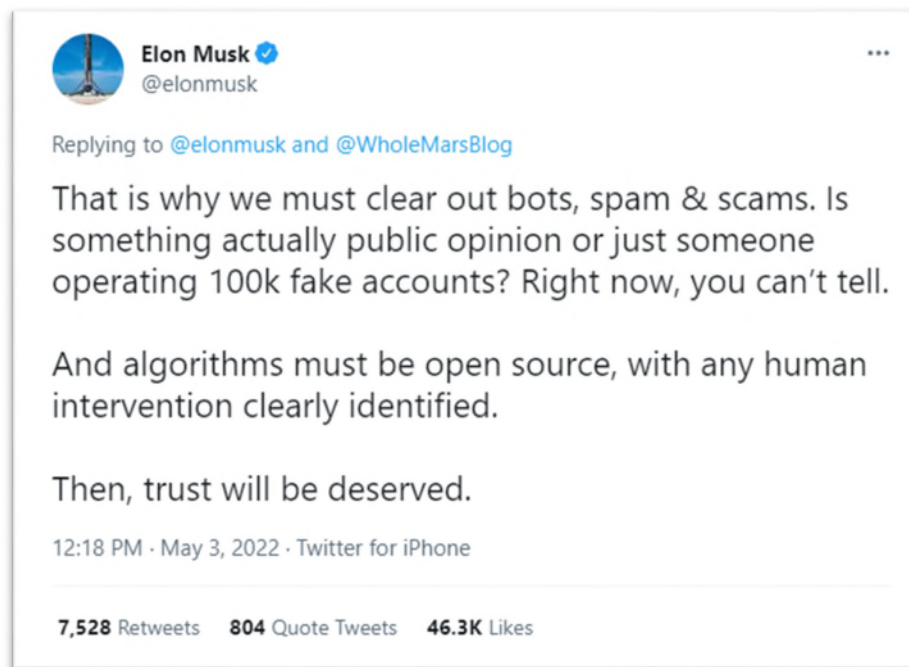 Elon Musk
@elonmusk
Replying to @elonmusk and @WholeMarsBlog
That is why we must clear out bots, spam & scams. Is
something actually public opinion or just someone
operating 100k fake accounts? Right now, you can’t tell.
And algorithms must be open source, with any human
intervention clearly identified.
Then, trust will be deserved.
12:18 PM · May 3, 2022 · Twitter for iPhone
7,528 Retweets 804 Quote Tweets 46.3K Likes